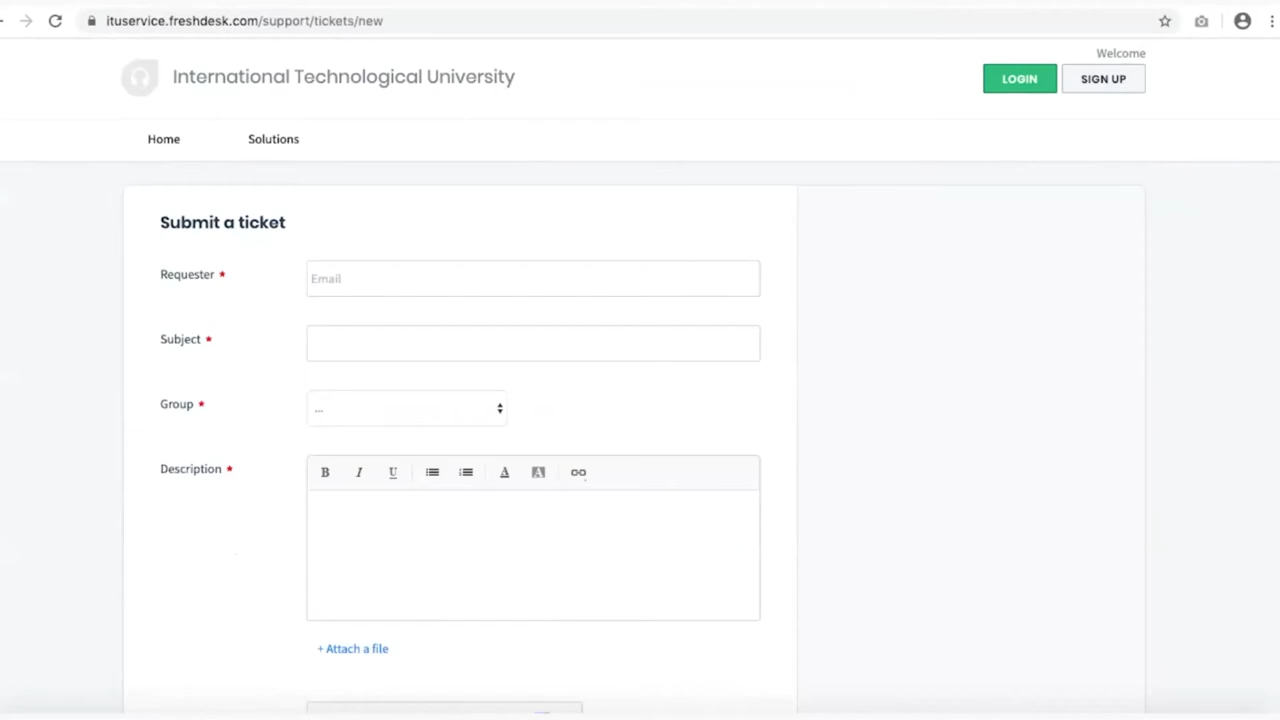 ituservice.freshdesk.com/support/tickets/new
Welcome
International Technological University
LOGIN
SIGN UP
Home
Solutions
Submit a ticket
Requester *
Email
Subject *
Group *
...
Description *
B I U A A
+ Attach a file